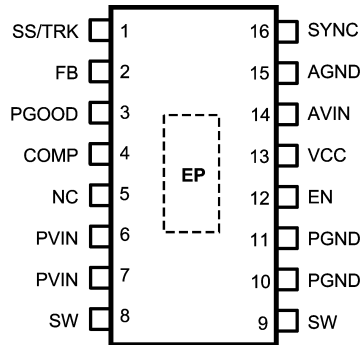 SS/TRK 1 16 SYNC
FB 2 15 AGND
PGOOD 3 14 AVIN
COMP 4 13 VCC
EP
NC 5 12 EN
PVIN 6 11 PGND
PVIN 7 10 PGND
SW 8 9 SW